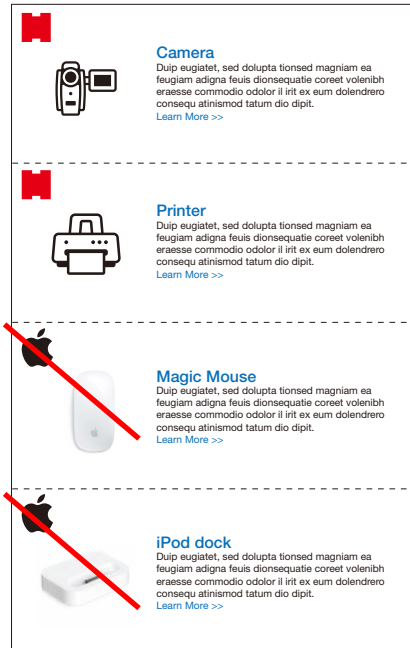 Camera
Duip eugiatet, sed dolupta tionsed magniam ea
feugiam adigna feuis dionsequatie coreet volenibh
eraesse commodio odolor il irit ex eum dolendrero
consequ atinismod tatum dio dipit.
Learn More >>
Printer
Duip eugiatet, sed dolupta tionsed magniam ea
feugiam adigna feuis dionsequatie coreet volenibh
eraesse commodio odolor il irit ex eum dolendrero
consequ atinismod tatum dio dipit.
Learn More >>
Magic Mouse
Duip eugiatet, sed dolupta tionsed magniam ea
feugiam adigna feuis dionsequatie coreet volenibh
eraesse commodio odolor il irit ex eum dolendrero
consequ atinismod tatum dio dipit.
Learn More >>
iPod dock
Duip eugiatet, sed dolupta tionsed magniam ea
feugiam adigna feuis dionsequatie coreet volenibh
eraesse commodio odolor il irit ex eum dolendrero
consequ atinismod tatum dio dipit.
Learn More >>